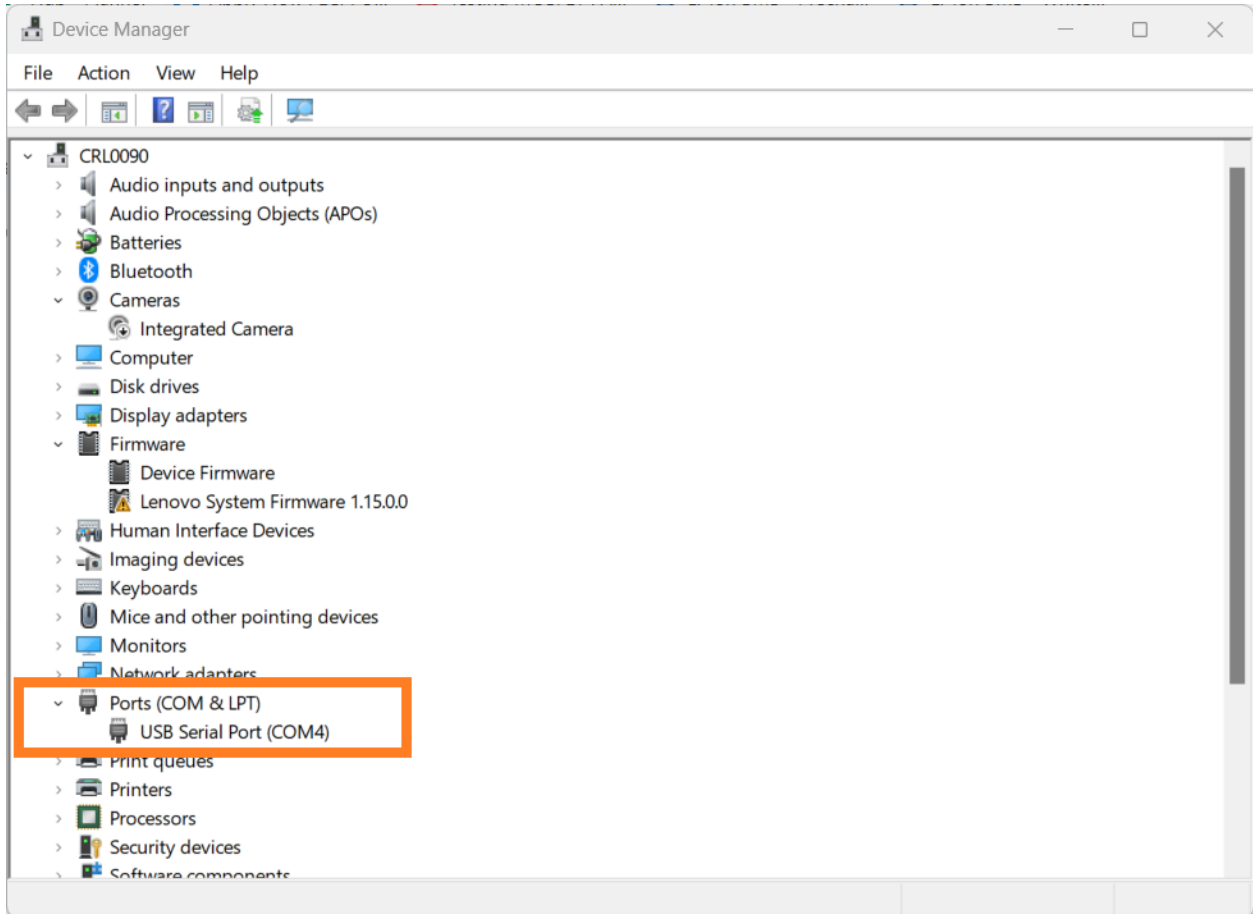 Device Manager
File Action View Help
CRL0090
Audio inputs and outputs
Audio Processing Objects (APOs)
Batteries
Bluetooth
Cameras
Integrated Camera
Computer
Disk drives
Display adapters
Firmware
Device Firmware
Lenovo System Firmware 1.15.0.0
Human Interface Devices
Imaging devices
Keyboards
Mice and other pointing devices
Monitors
Network adapters
Ports (COM & LPT)
USB Serial Port (COM4)
Print queues
Printers
Processors
Security devices
Software components